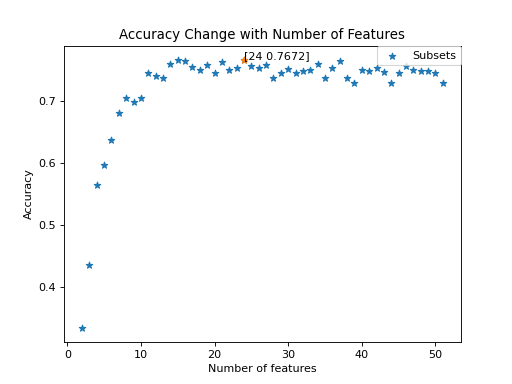 Accuracy Change with Number of Features
[24 0.7672]
Subsets
0.7
0.6
0.5
0.4
Accuracy
0 10 20 30 40 50
Number of features